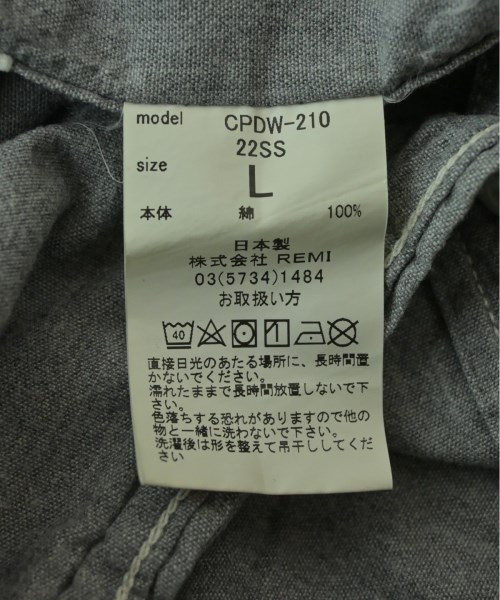 model CPDW-210
22SS
size L
本体 綿 100%
日本製
株式会社 REMI
03(5734)1484
お取扱い方
40
直接日光のあたる場所に、長時間置
かないでください。
濡れたままで長時間放置しないで下
さい。
色落ちする恐れがありますので他の
物と一緒に洗わないで下さい。
洗濯後は形を整えて吊干ししてくだ
さい